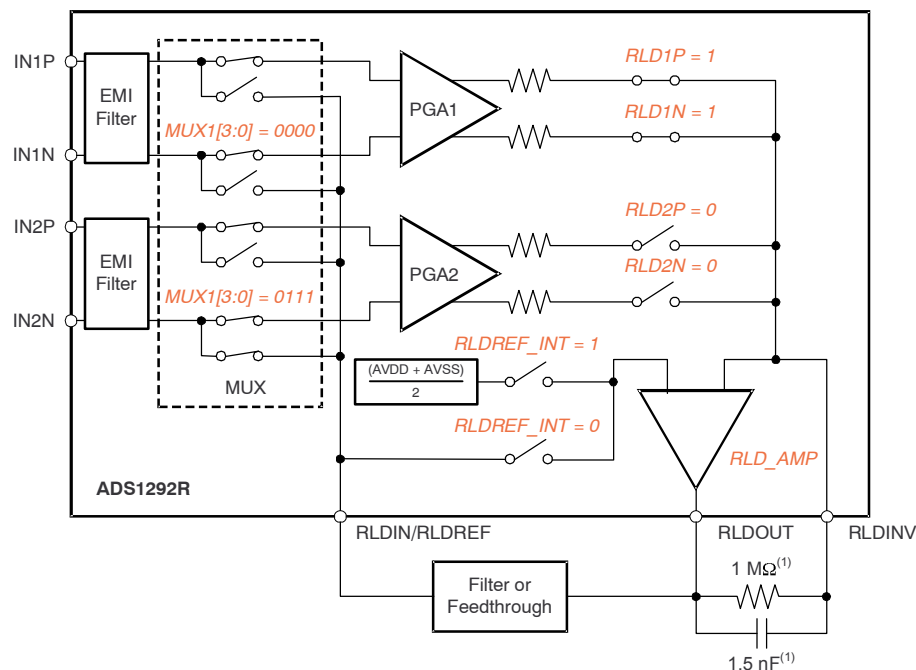 IN1P
EMI
Filter
IN1N
MUX1[3:0] = 0000
PGA1
RLD1P = 1
RLD1N = 1
IN2P
EMI
Filter
IN2N
MUX1[3:0] = 0111
MUX
PGA2
RLD2P = 0
RLD2N = 0
RLDREF_INT = 1
(AVDD + AVSS)
2
RLDREF_INT = 0
RLD_AMP
ADS1292R
RLDIN/RLDREF
RLDOUT
RLDINV
Filter or
Feedthrough
1 MΩ(1)
1.5 nF(1)